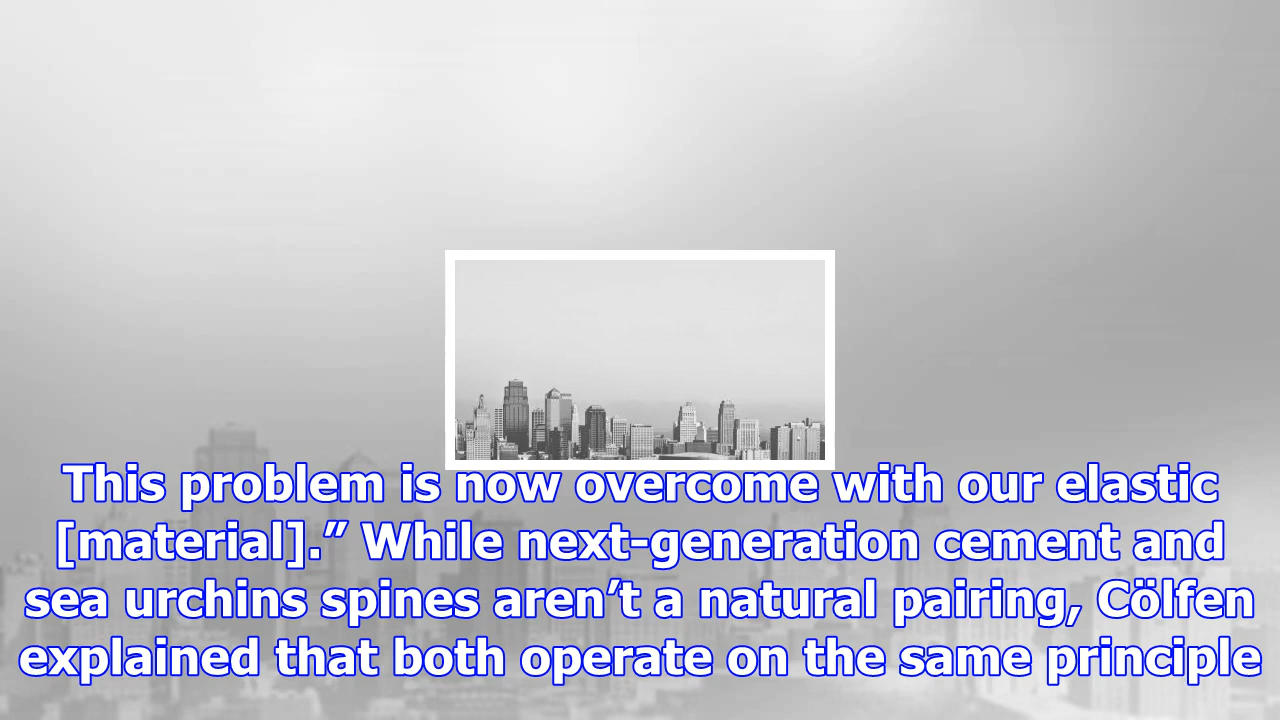 This problem is now overcome with our elastic
[material].” While next-generation cement and
sea urchins spines aren’t a natural pairing, Cölfen
explained that both operate on the same principle